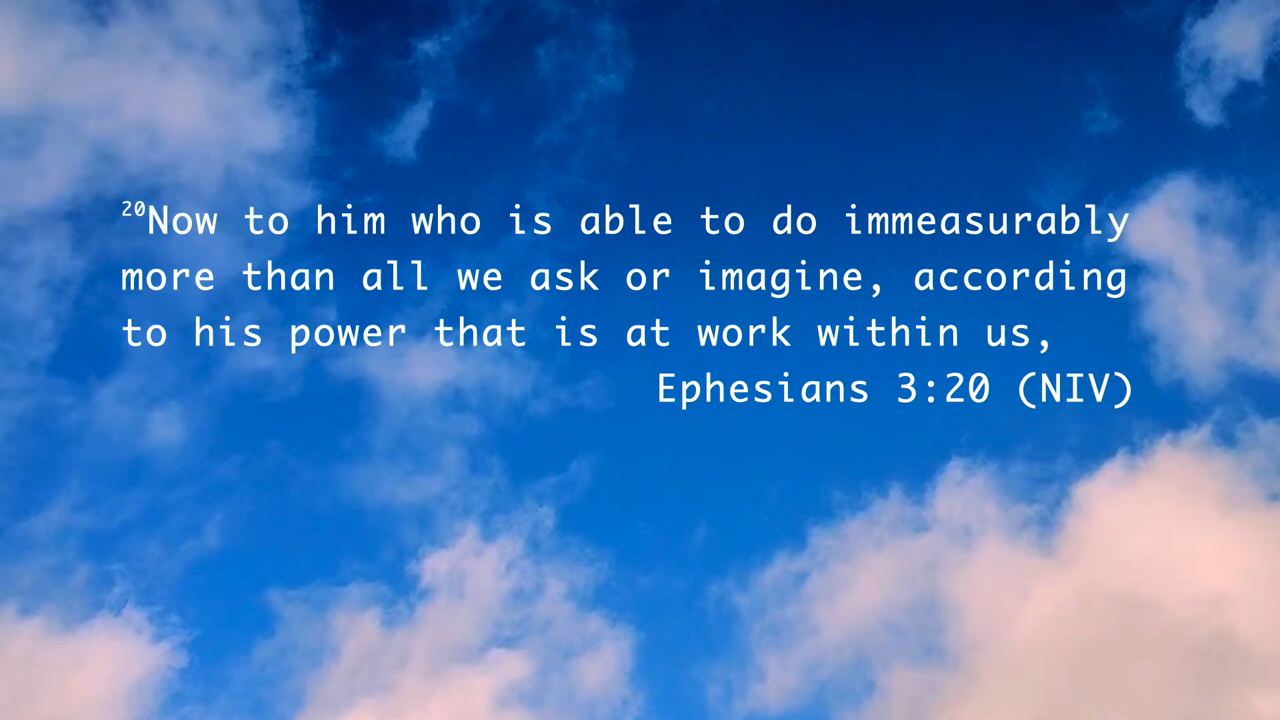 20Now to him who is able to do immeasurably
more than all we ask or imagine, according
to his power that is at work within us,
Ephesians 3:20 (NIV)